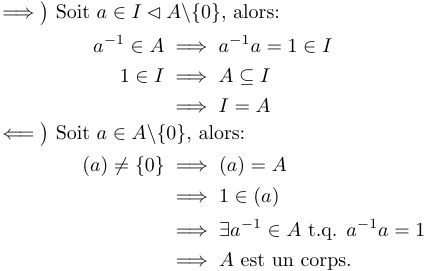 ⟹) Soit a ∈ I ◁ A\{0}, alors:
a⁻¹ ∈ A ⟹ a⁻¹a = 1 ∈ I
1 ∈ I ⟹ A ⊆ I
⟹ I = A
⟸) Soit a ∈ A\{0}, alors:
(a) ≠ {0} ⟹ (a) = A
⟹ 1 ∈ (a)
⟹ ∃a⁻¹ ∈ A t.q. a⁻¹a = 1
⟹ A est un corps.